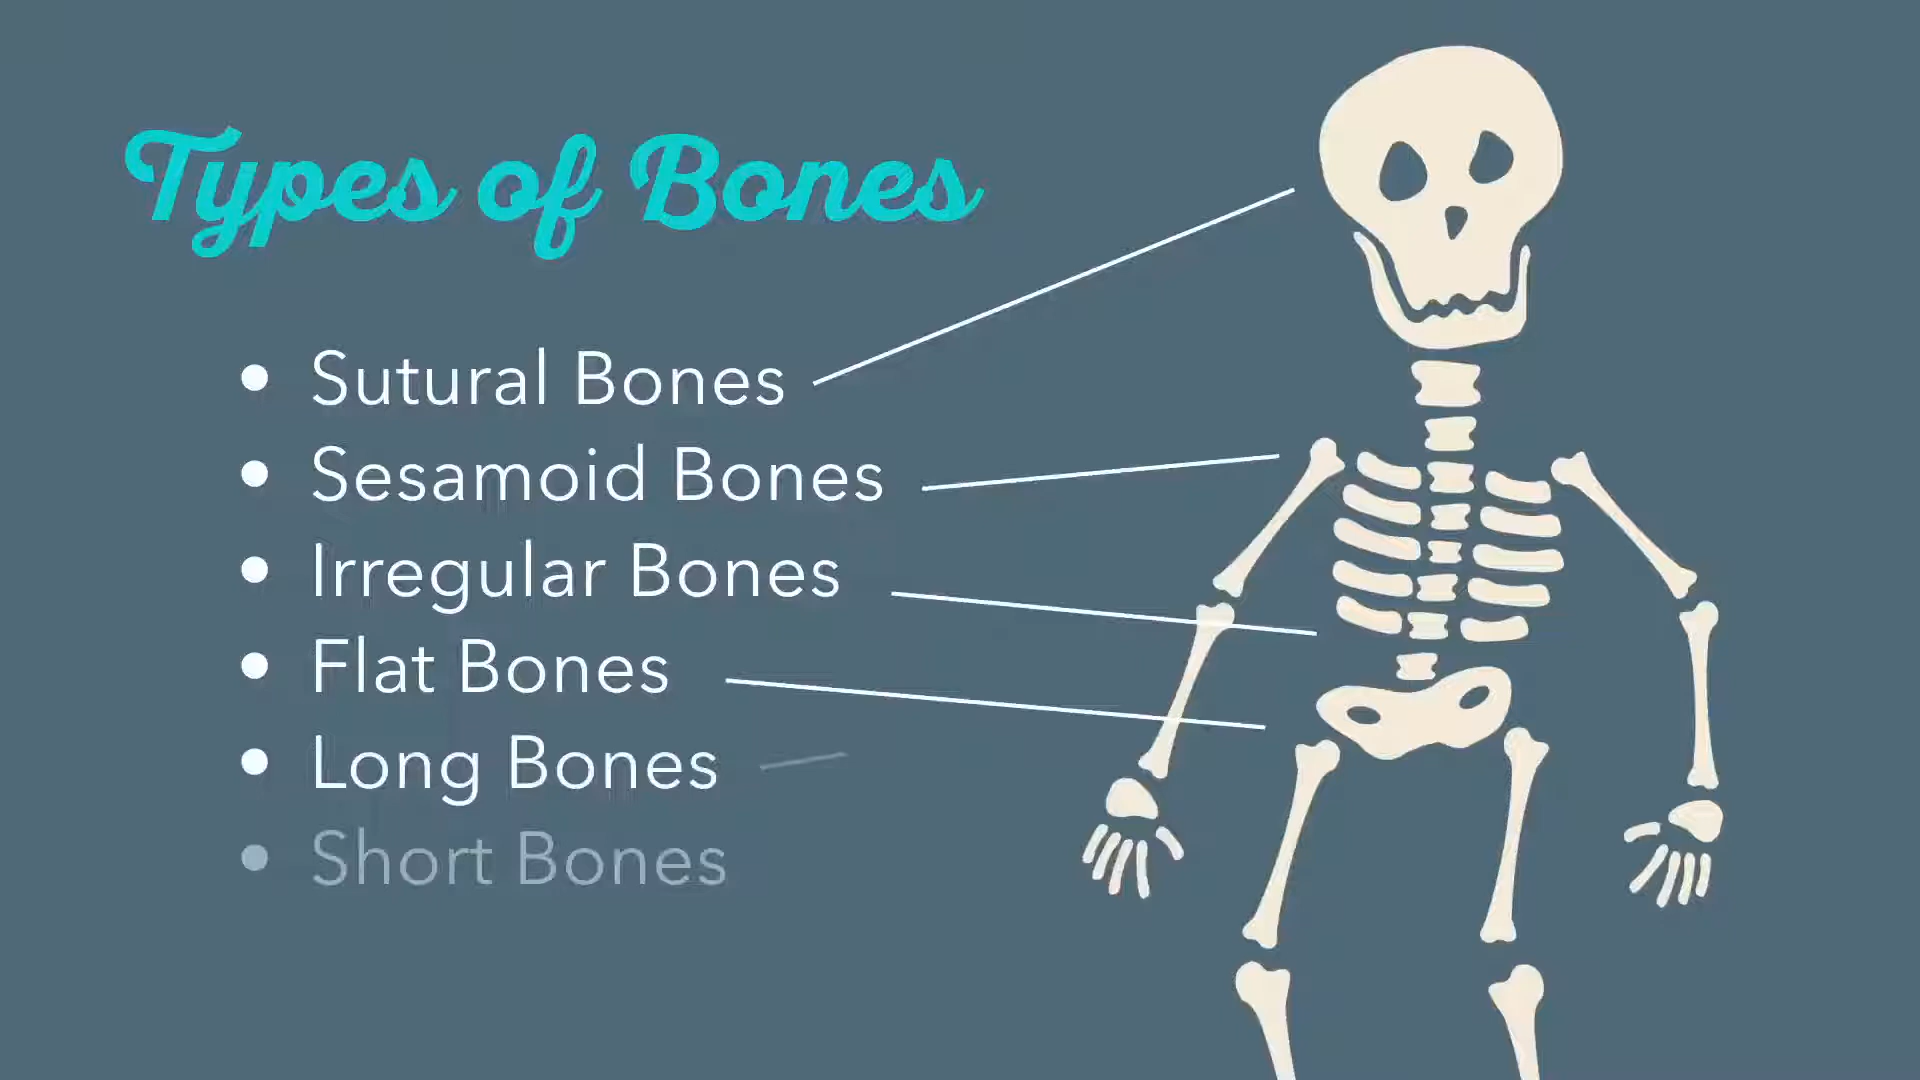 Types of Bones
• Sutural Bones
• Sesamoid Bones
• Irregular Bones
• Flat Bones
• Long Bones
• Short Bones